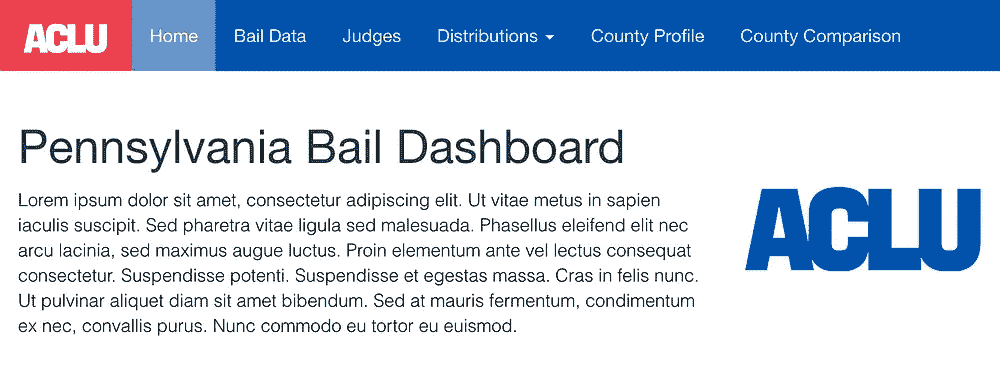 ACLU Home Bail Data Judges Distributions County Profile County Comparison
Pennsylvania Bail Dashboard
Lorem ipsum dolor sit amet, consectetur adipiscing elit. Ut vitae metus in sapien
iaculis suscipit. Sed pharetra vitae ligula sed malesuada. Phasellus eleifend elit nec
arcu lacinia, sed maximus augue luctus. Proin elementum ante vel lectus consequat
consectetur. Suspendisse potenti. Suspendisse et egestas massa. Cras in felis nunc.
Ut pulvinar aliquet diam sit amet bibendum. Sed at mauris fermentum, condimentum
ex nec, convallis purus. Nunc commodo eu tortor eu euismod.
ACLU